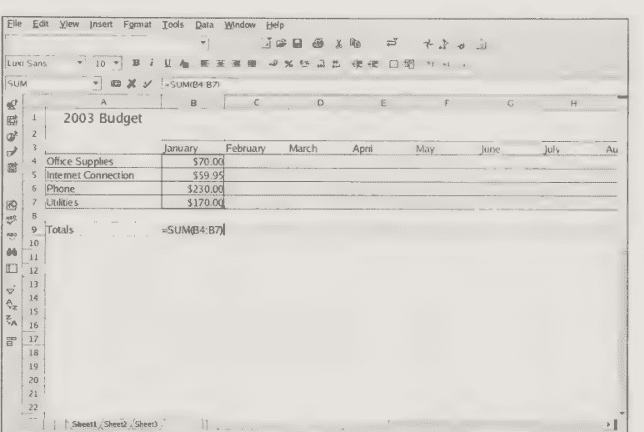 File Edit View Insert Format Tools Data Window Help
Luxi Sans 10 B i U
SUM =SUM(B4:B7)
A B C D E F G H
1 2003 Budget
2
3 January February March April May June July Au
4 Office Supplies $70.00
5 Internet Connection $59.95
6 Phone $230.00
7 Utilities $170.00
8
9 Totals =SUM(B4:B7)
10
11
12
13
14
15
16
17
18
19
20
21
22
Sheet1 Sheet2 Sheet3